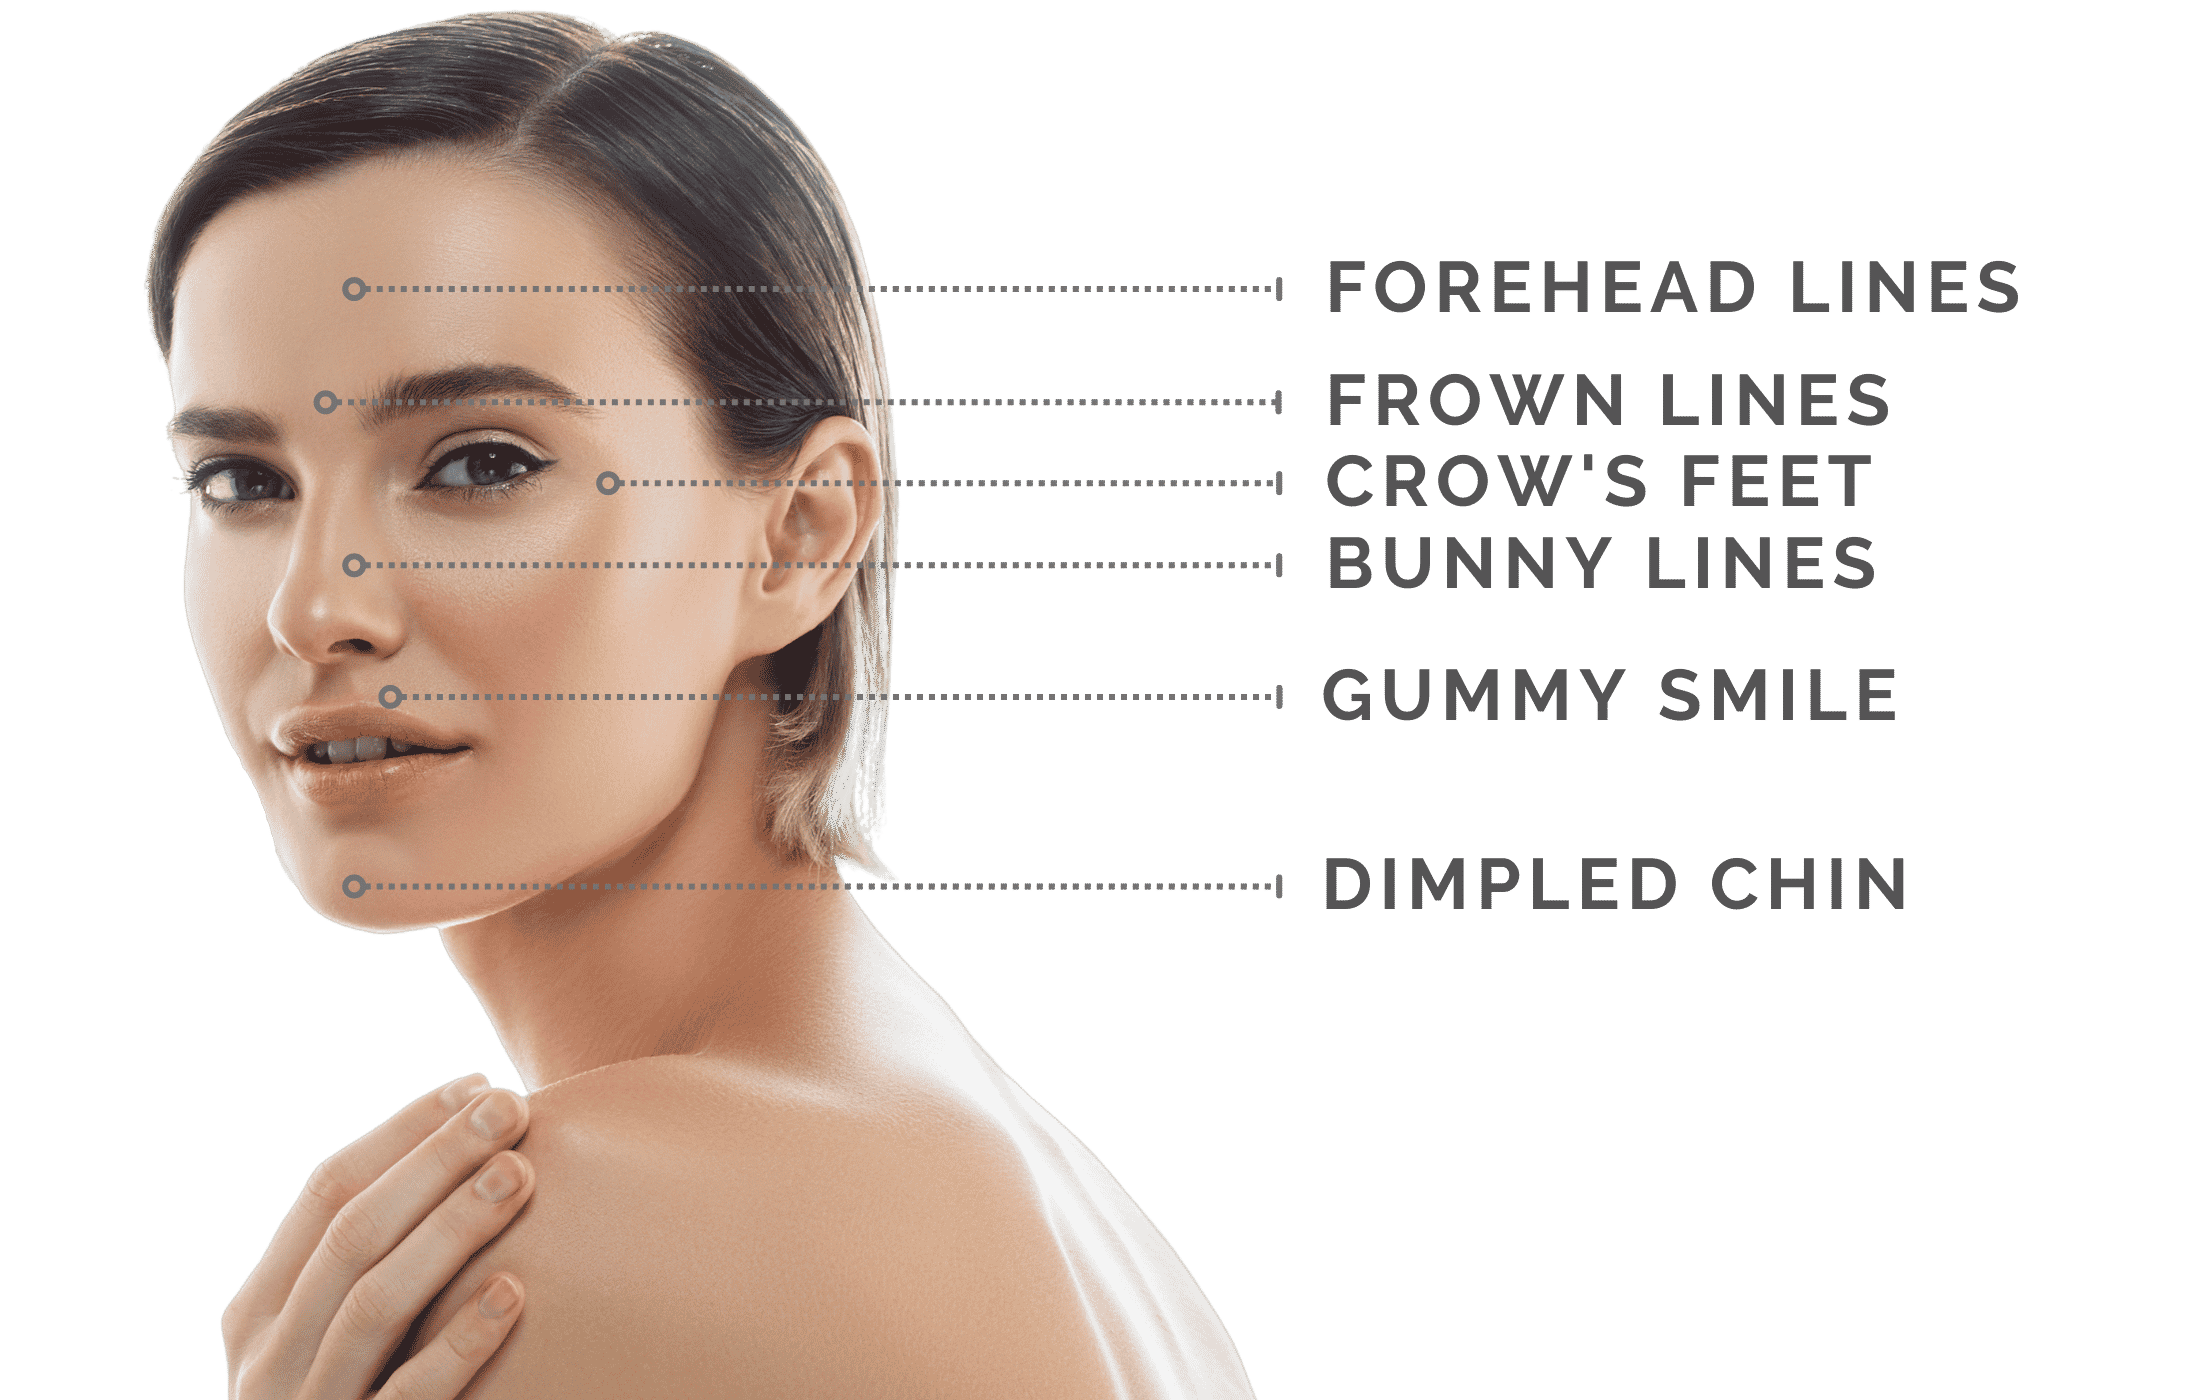 FOREHEAD LINES
FROWN LINES
CROW'S FEET
BUNNY LINES
GUMMY SMILE
DIMPLED CHIN